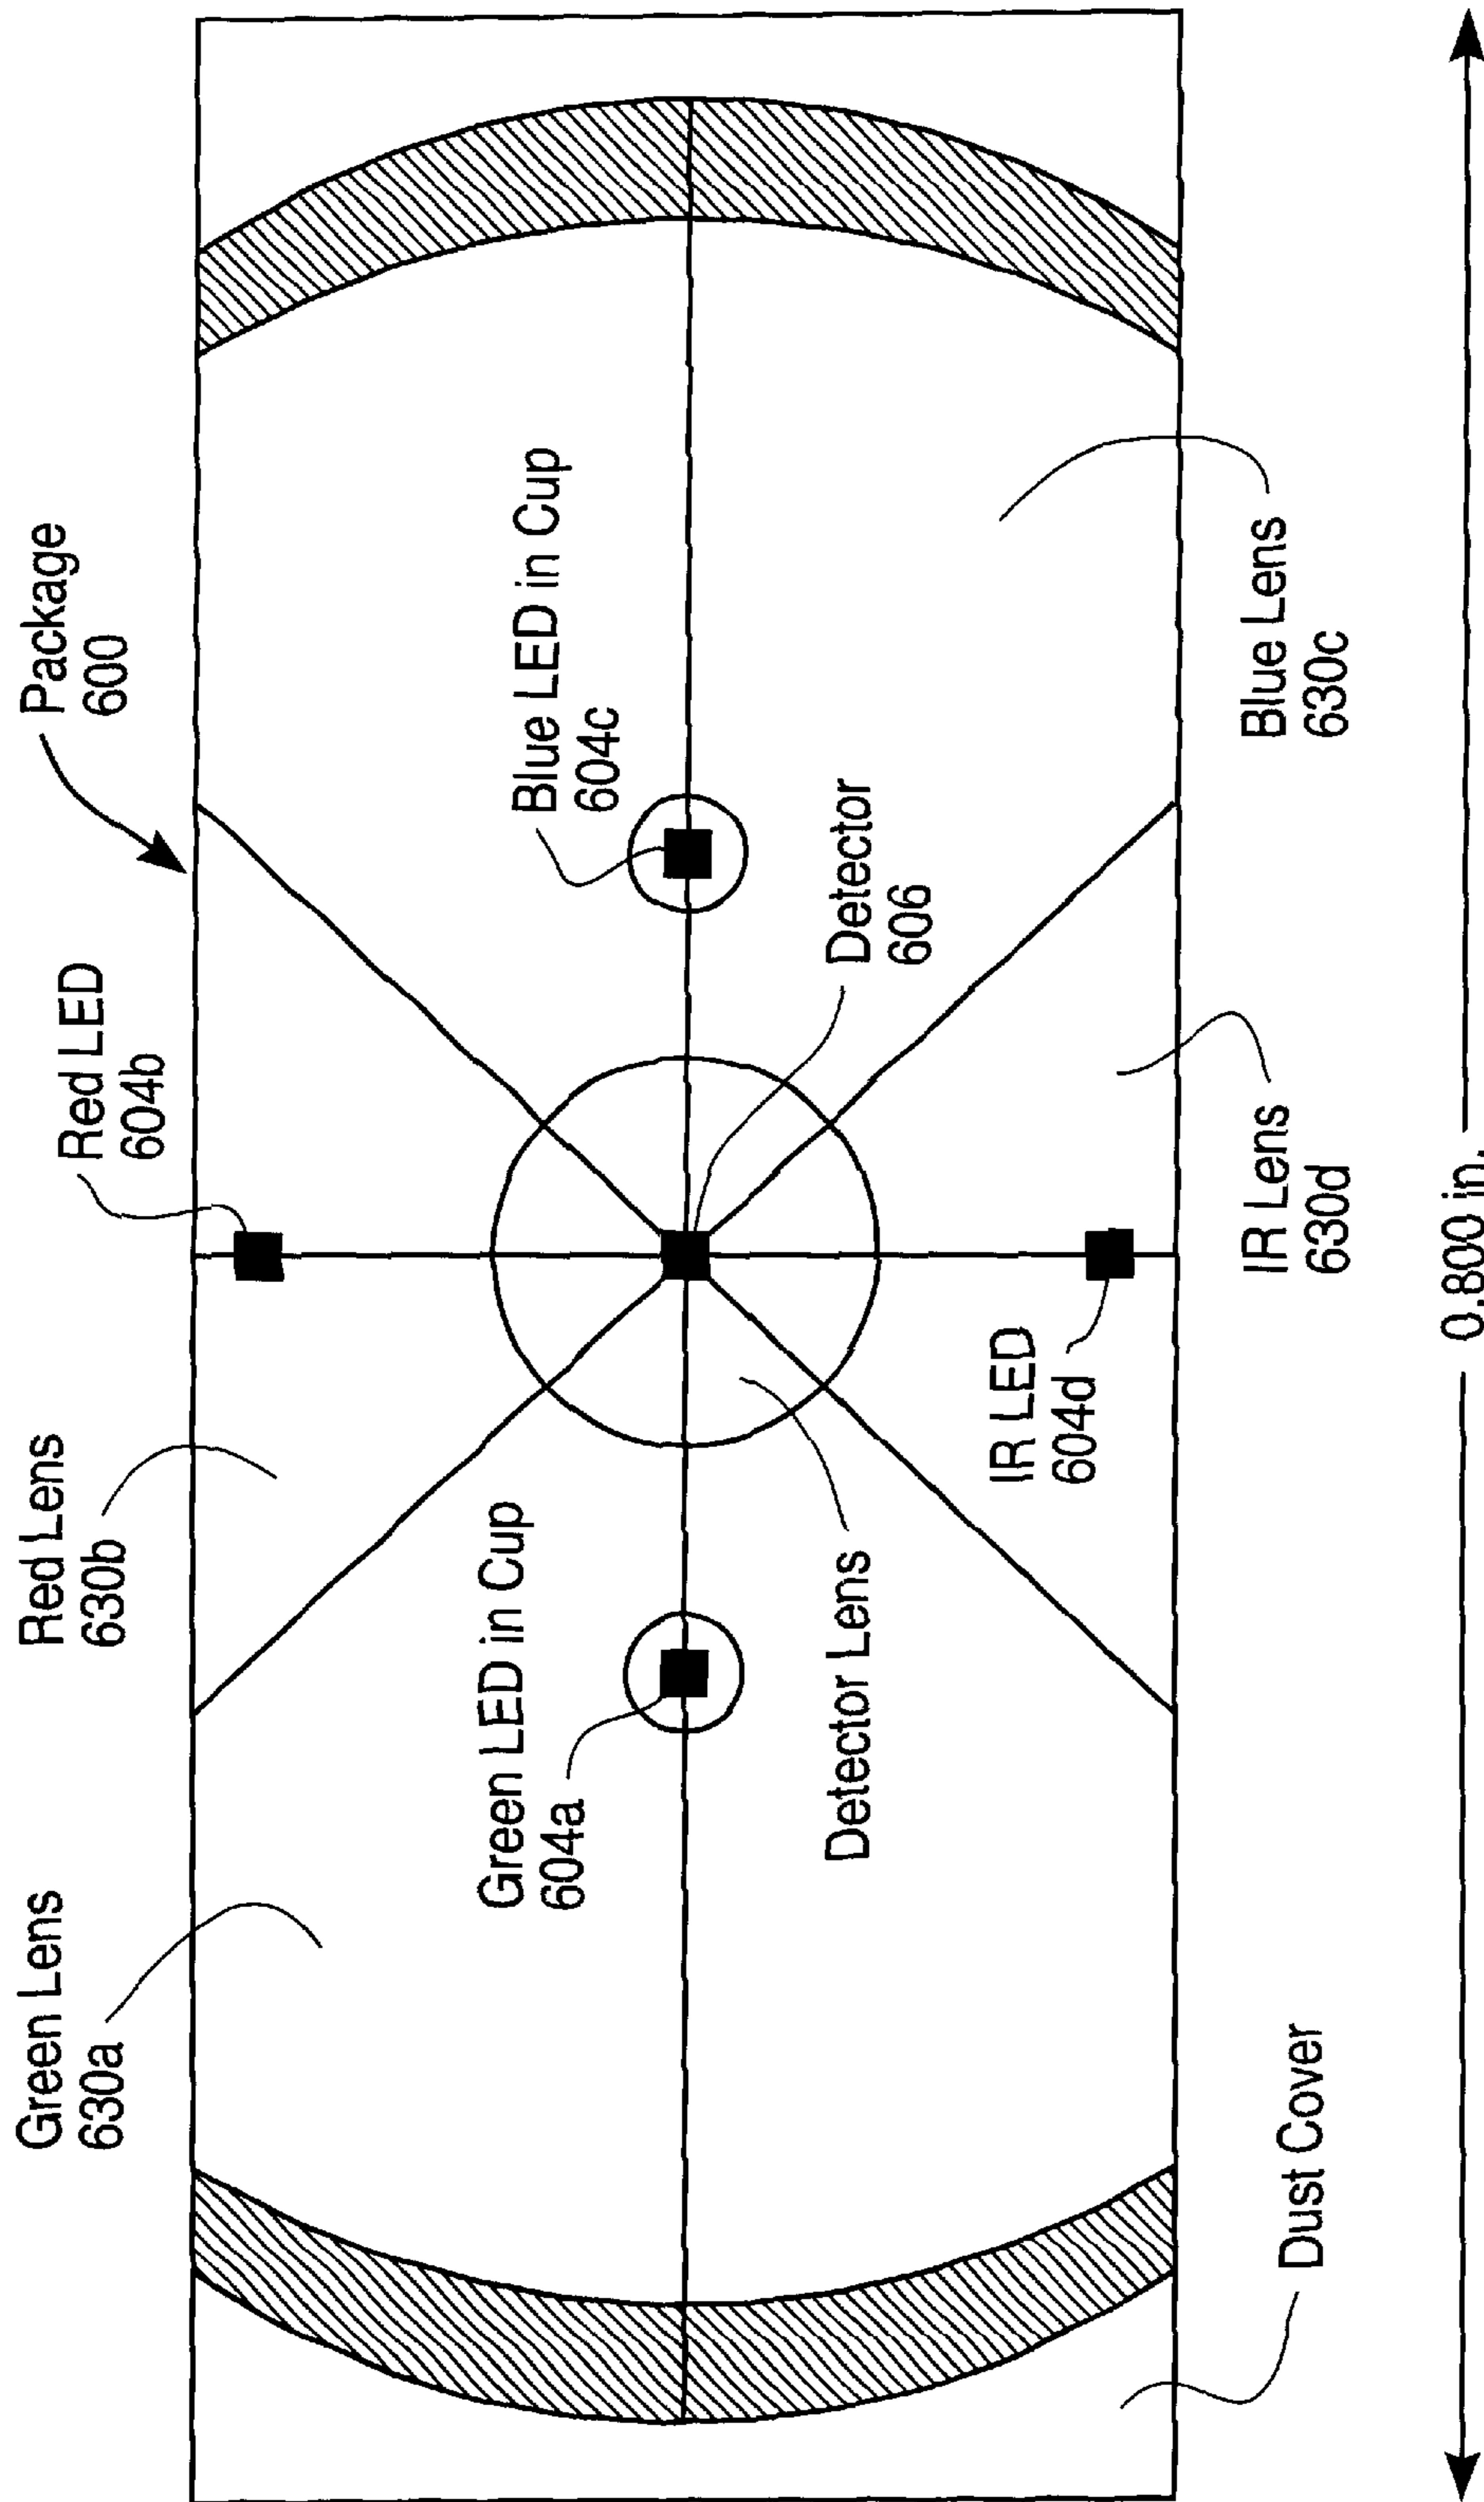 Green Lens
630a
Red Lens
630b
Red LED
604b
Package
600
Green LED in Cup
604a
Blue LED in Cup
604c
Detector Lens
Detector
606
IR LED
604d
Dust Cover
IR Lens
630d
Blue Lens
630c
0.800 in.